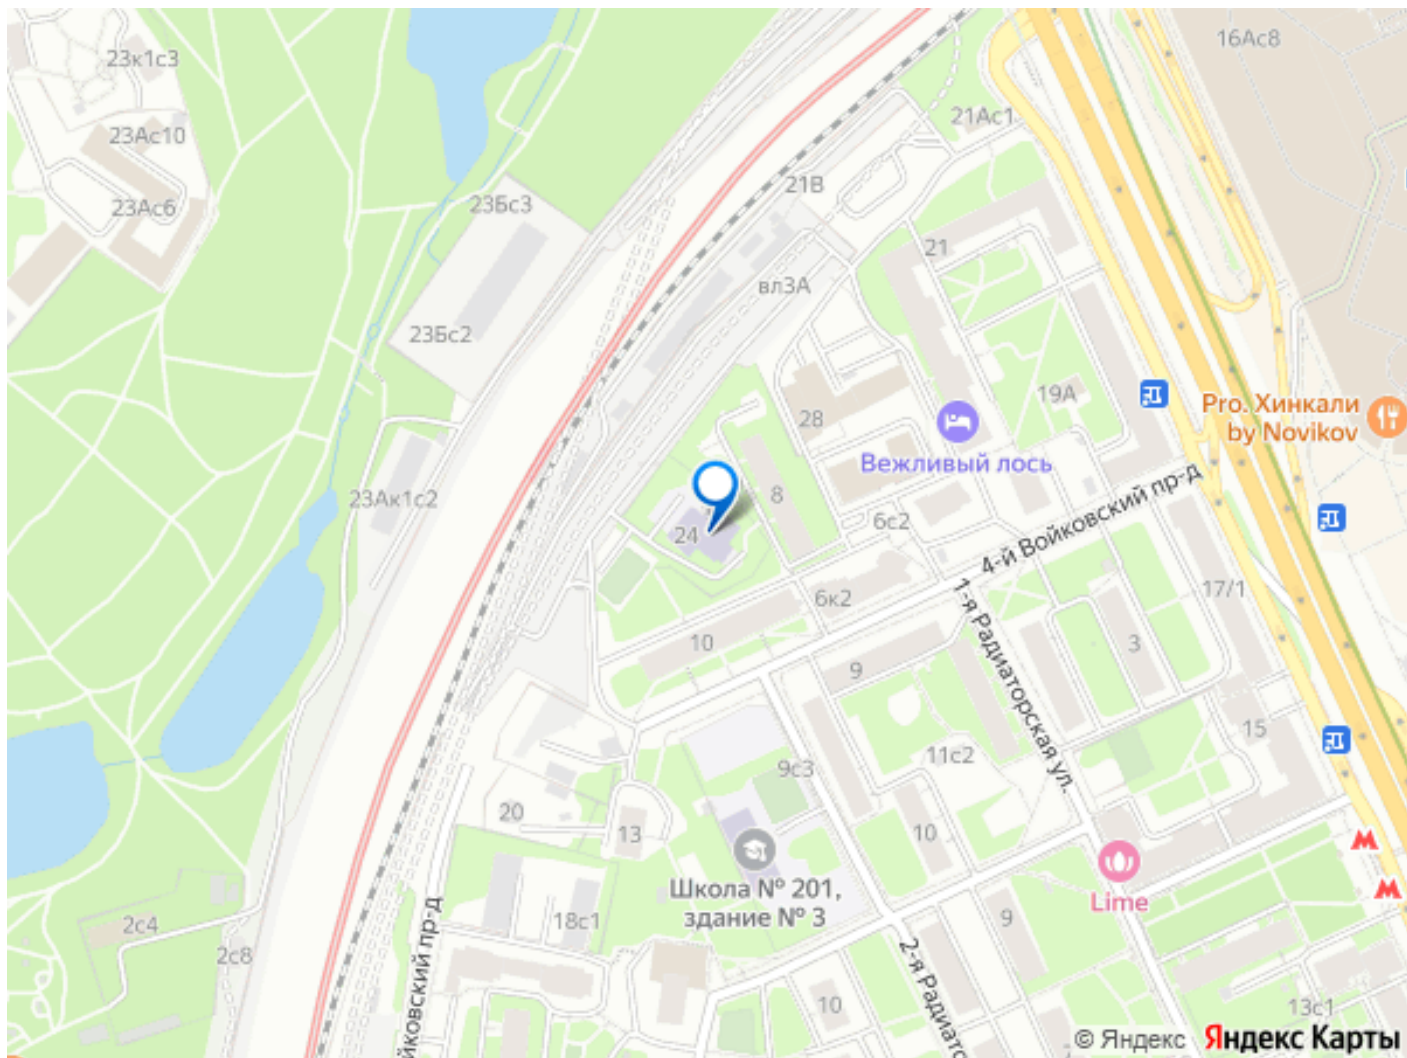 16Ас8
23к1с3
21Ас1
23Ас10
21В
23Ас6
23Бс3
21
вл3А
23Бс2
19А
Pro. Хинкали
by Novikov
28
Вежливый лось
23Ак1с2
8
6с2
4-й Войковский пр-д
24
17/1
6к2
1-я Радиаторская ул.
10
3
9
15
11с2
9с3
20
13
10
Школа № 201,
здание № 3
Lime
18с1
9
2с4
2с8
йковский пр-д
2-я Радиато
10
13с1
© Яндекс
Яндекс Карты